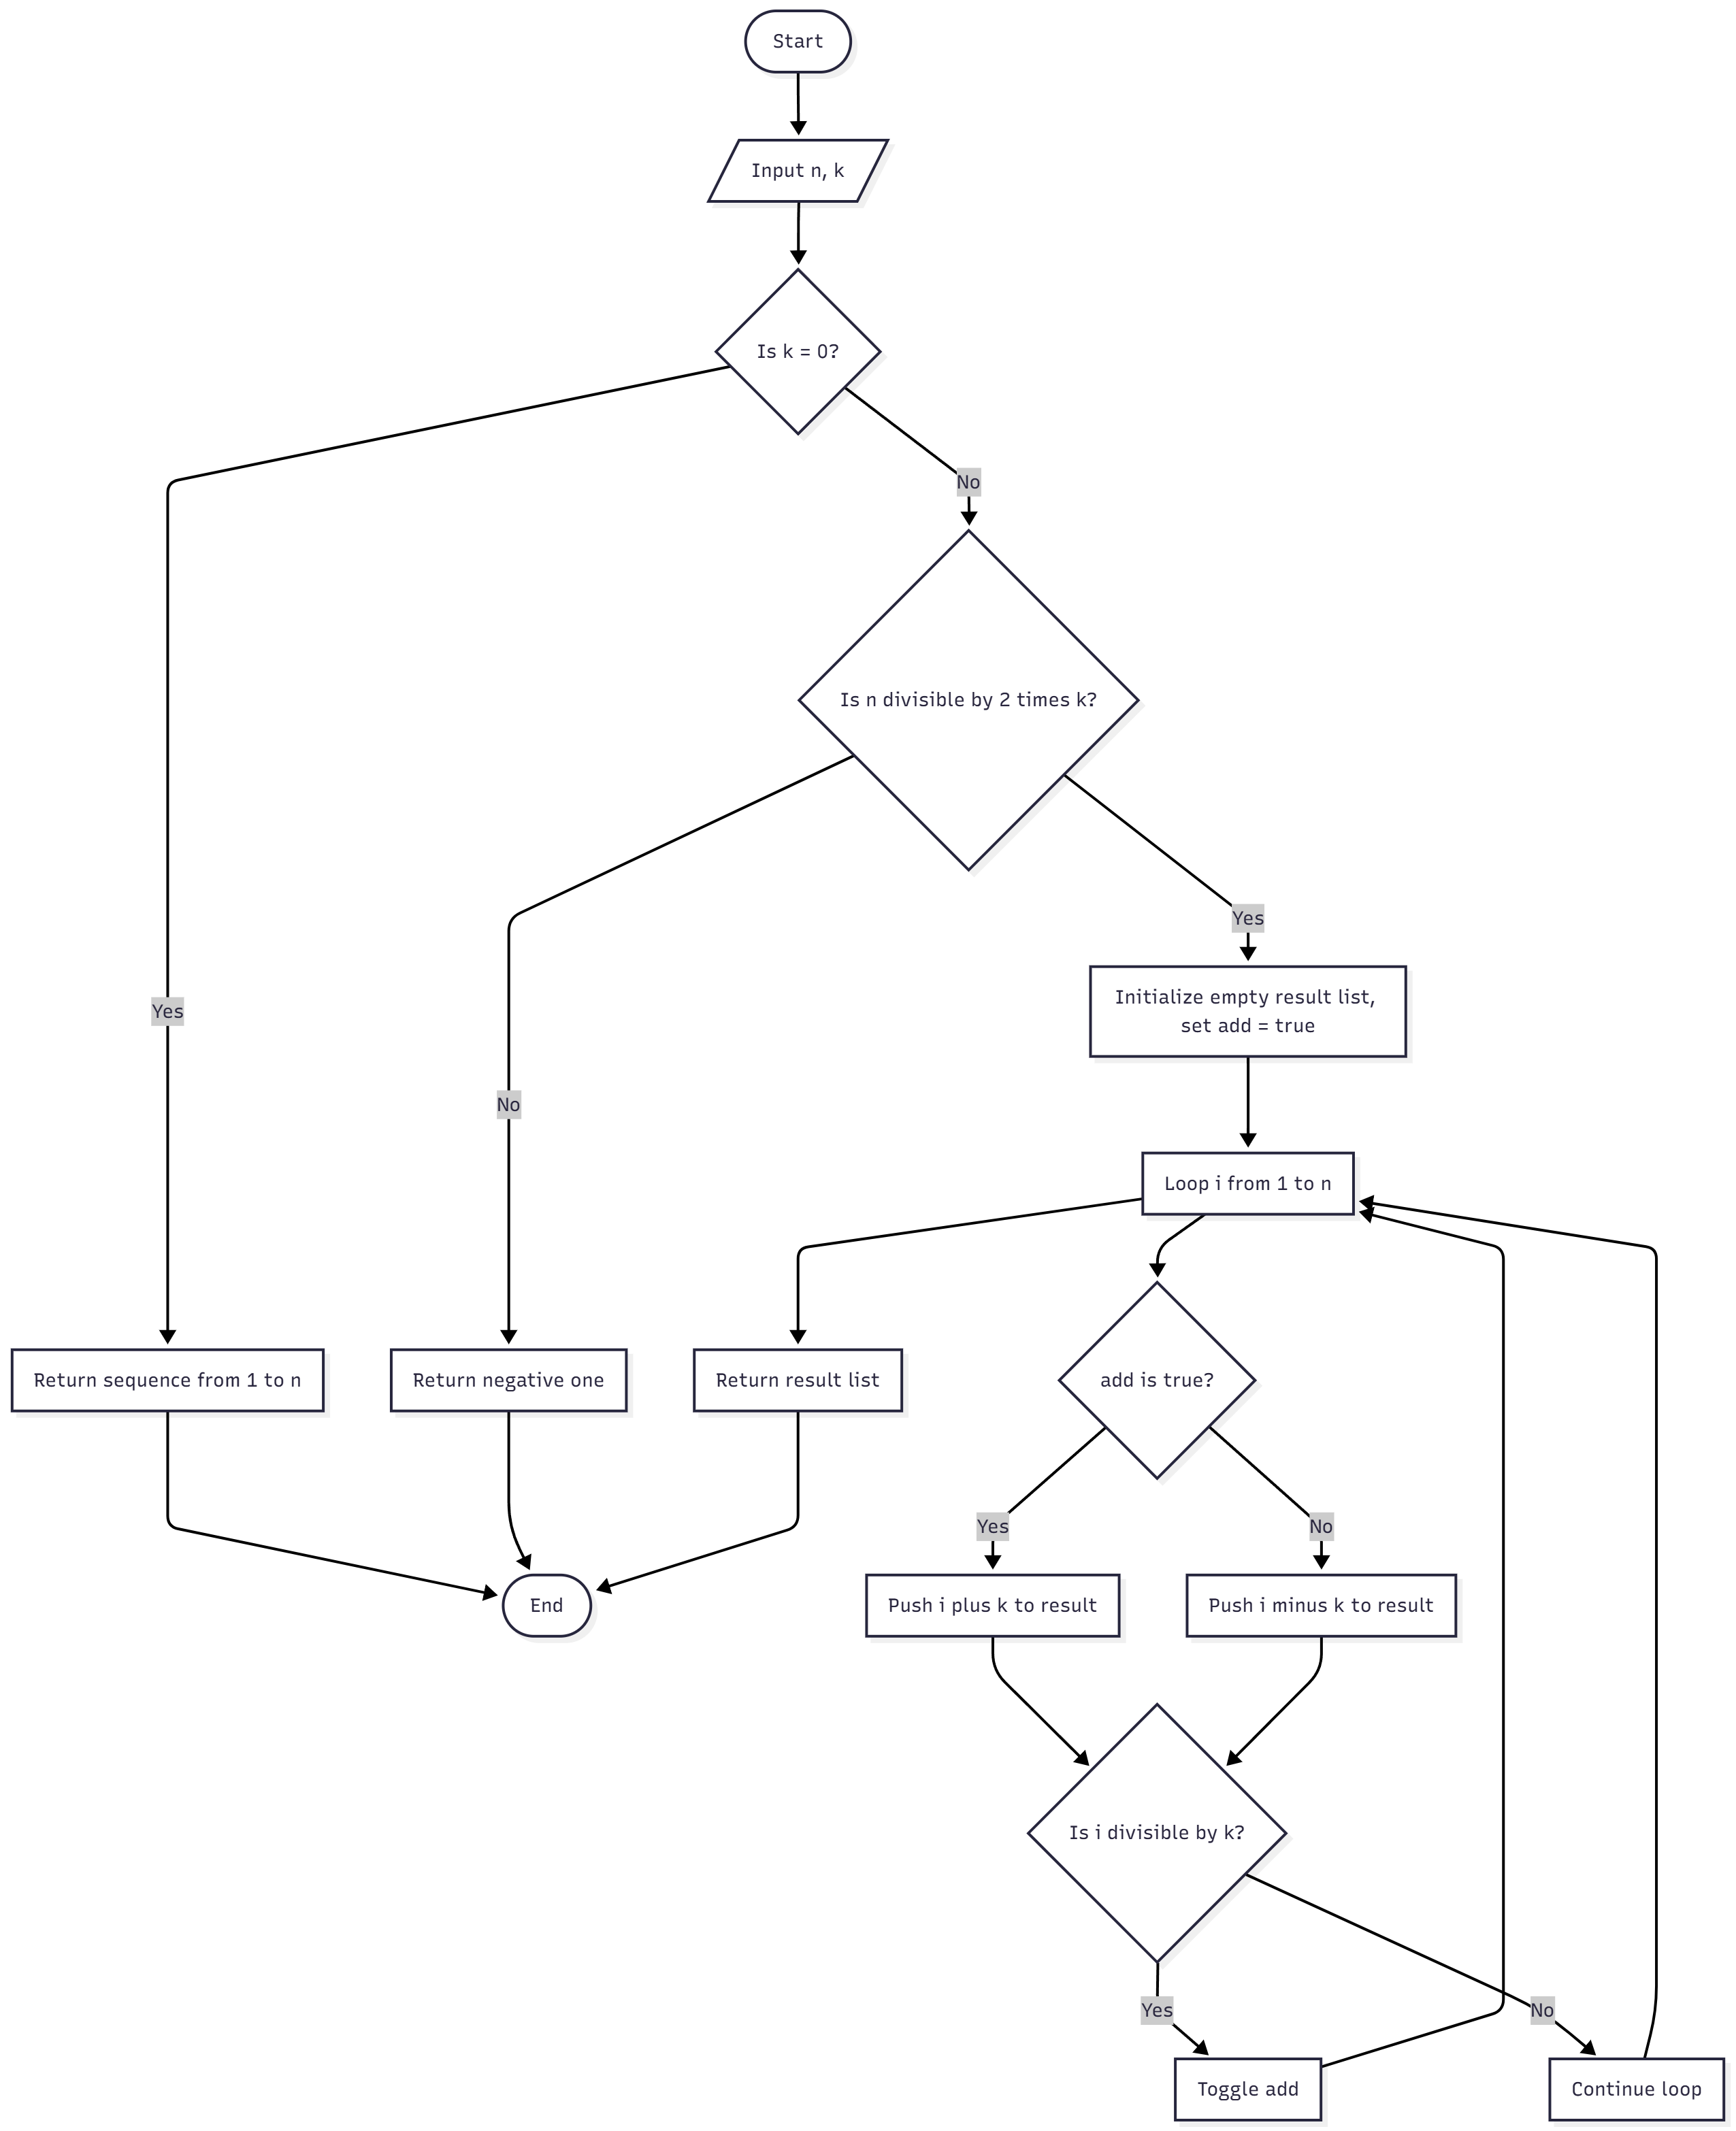 Start
Input n, k
Is k = 0?
No
Is n divisible by 2 times k?
Yes
Initialize empty result list,
set add = true
Yes
No
Loop i from 1 to n
Return sequence from 1 to n
Return negative one
Return result list
add is true?
Yes
No
End
Push i plus k to result
Push i minus k to result
Is i divisible by k?
Yes
No
Toggle add
Continue loop